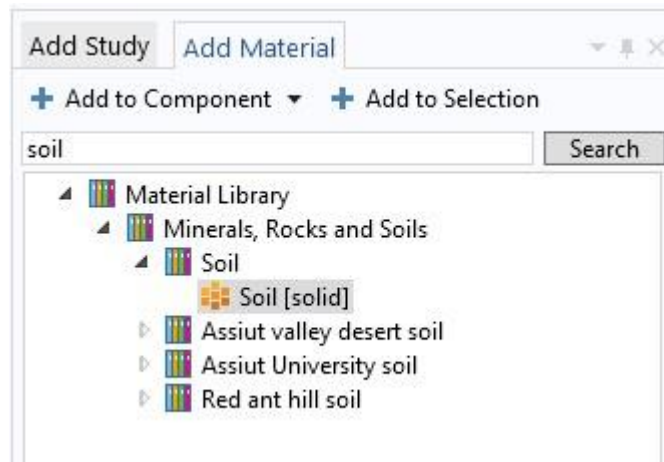 Add Study Add Material
Add to Component Add to Selection
soil Search
Material Library
Minerals, Rocks and Soils
Soil
Soil [solid]
Assiut valley desert soil
Assiut University soil
Red ant hill soil